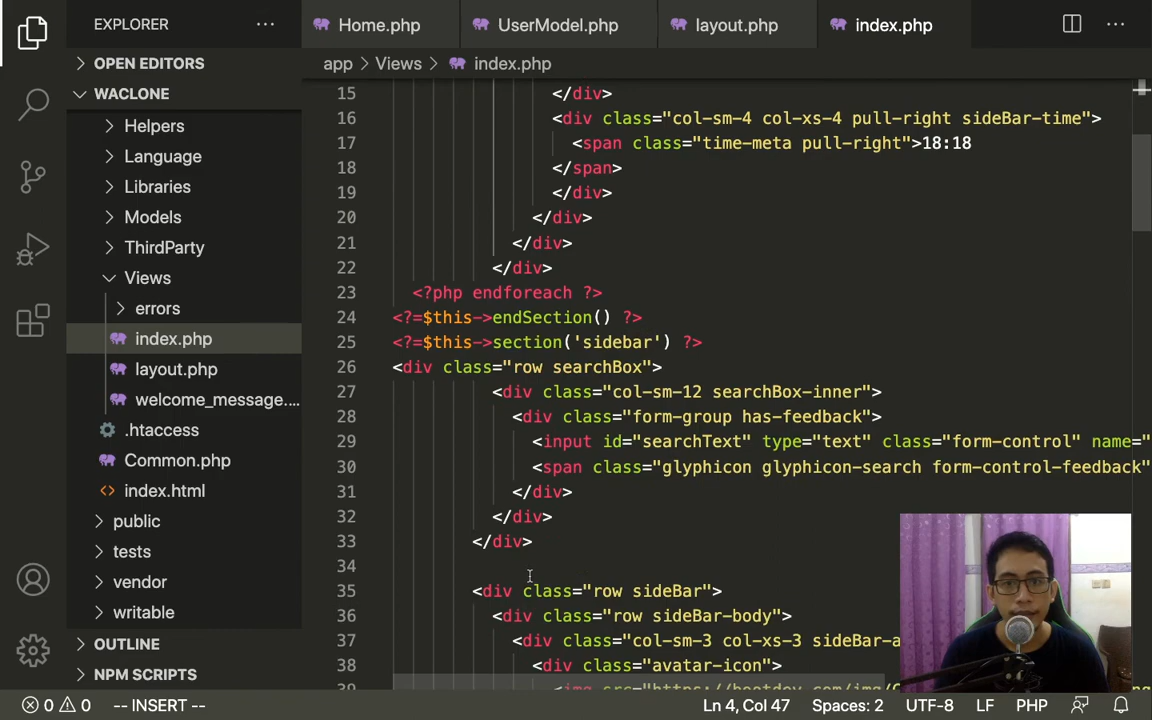 EXPLORER
Home.php
UserModel.php
layout.php
index.php
OPEN EDITORS
WACLONE
Helpers
Language
Libraries
Models
ThirdParty
Views
errors
index.php
layout.php
welcome_message....
.htaccess
Common.php
index.html
public
tests
vendor
writable
OUTLINE
NPM SCRIPTS
app > Views > index.php
15 </div>
16 <div class="col-sm-4 col-xs-4 pull-right sideBar-time">
17 <span class="time-meta pull-right">18:18
18 </span>
19 </div>
20 </div>
21 </div>
22 </div>
23 <?php endforeach ?>
24 <?=$this->endSection() ?>
25 <?=$this->section('sidebar') ?>
26 <div class="row searchBox">
27 <div class="col-sm-12 searchBox-inner">
28 <div class="form-group has-feedback">
29 <input id="searchText" type="text" class="form-control" name="
30 <span class="glyphicon glyphicon-search form-control-feedback"
31 </div>
32 </div>
33 </div>
34
35 <div class="row sideBar">
36 <div class="row sideBar-body">
37 <div class="col-sm-3 col-xs-3 sideBar-a
38 <div class="avatar-icon">
39 <img src="https://bootdey.com/img/
0 0 -- INSERT -- Ln 4, Col 47 Spaces: 2 UTF-8 LF PHP